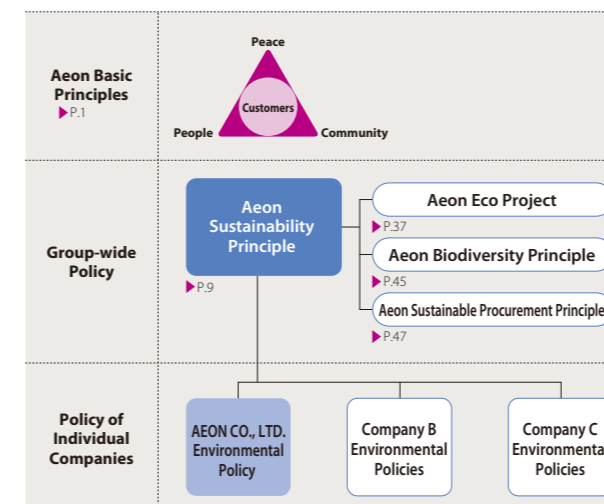 Aeon Basic
Principles
▶P.1
Peace
Customers
People
Community
Group-wide
Policy
Aeon
Sustainability
Principle
▶P.9
Aeon Eco Project
▶P.37
Aeon Biodiversity Principle
▶P.45
Aeon Sustainable Procurement Principle
▶P.47
Policy of
Individual
Companies
AEON CO., LTD.
Environmental
Policy
Company B
Environmental
Policies
Company C
Environmental
Policies